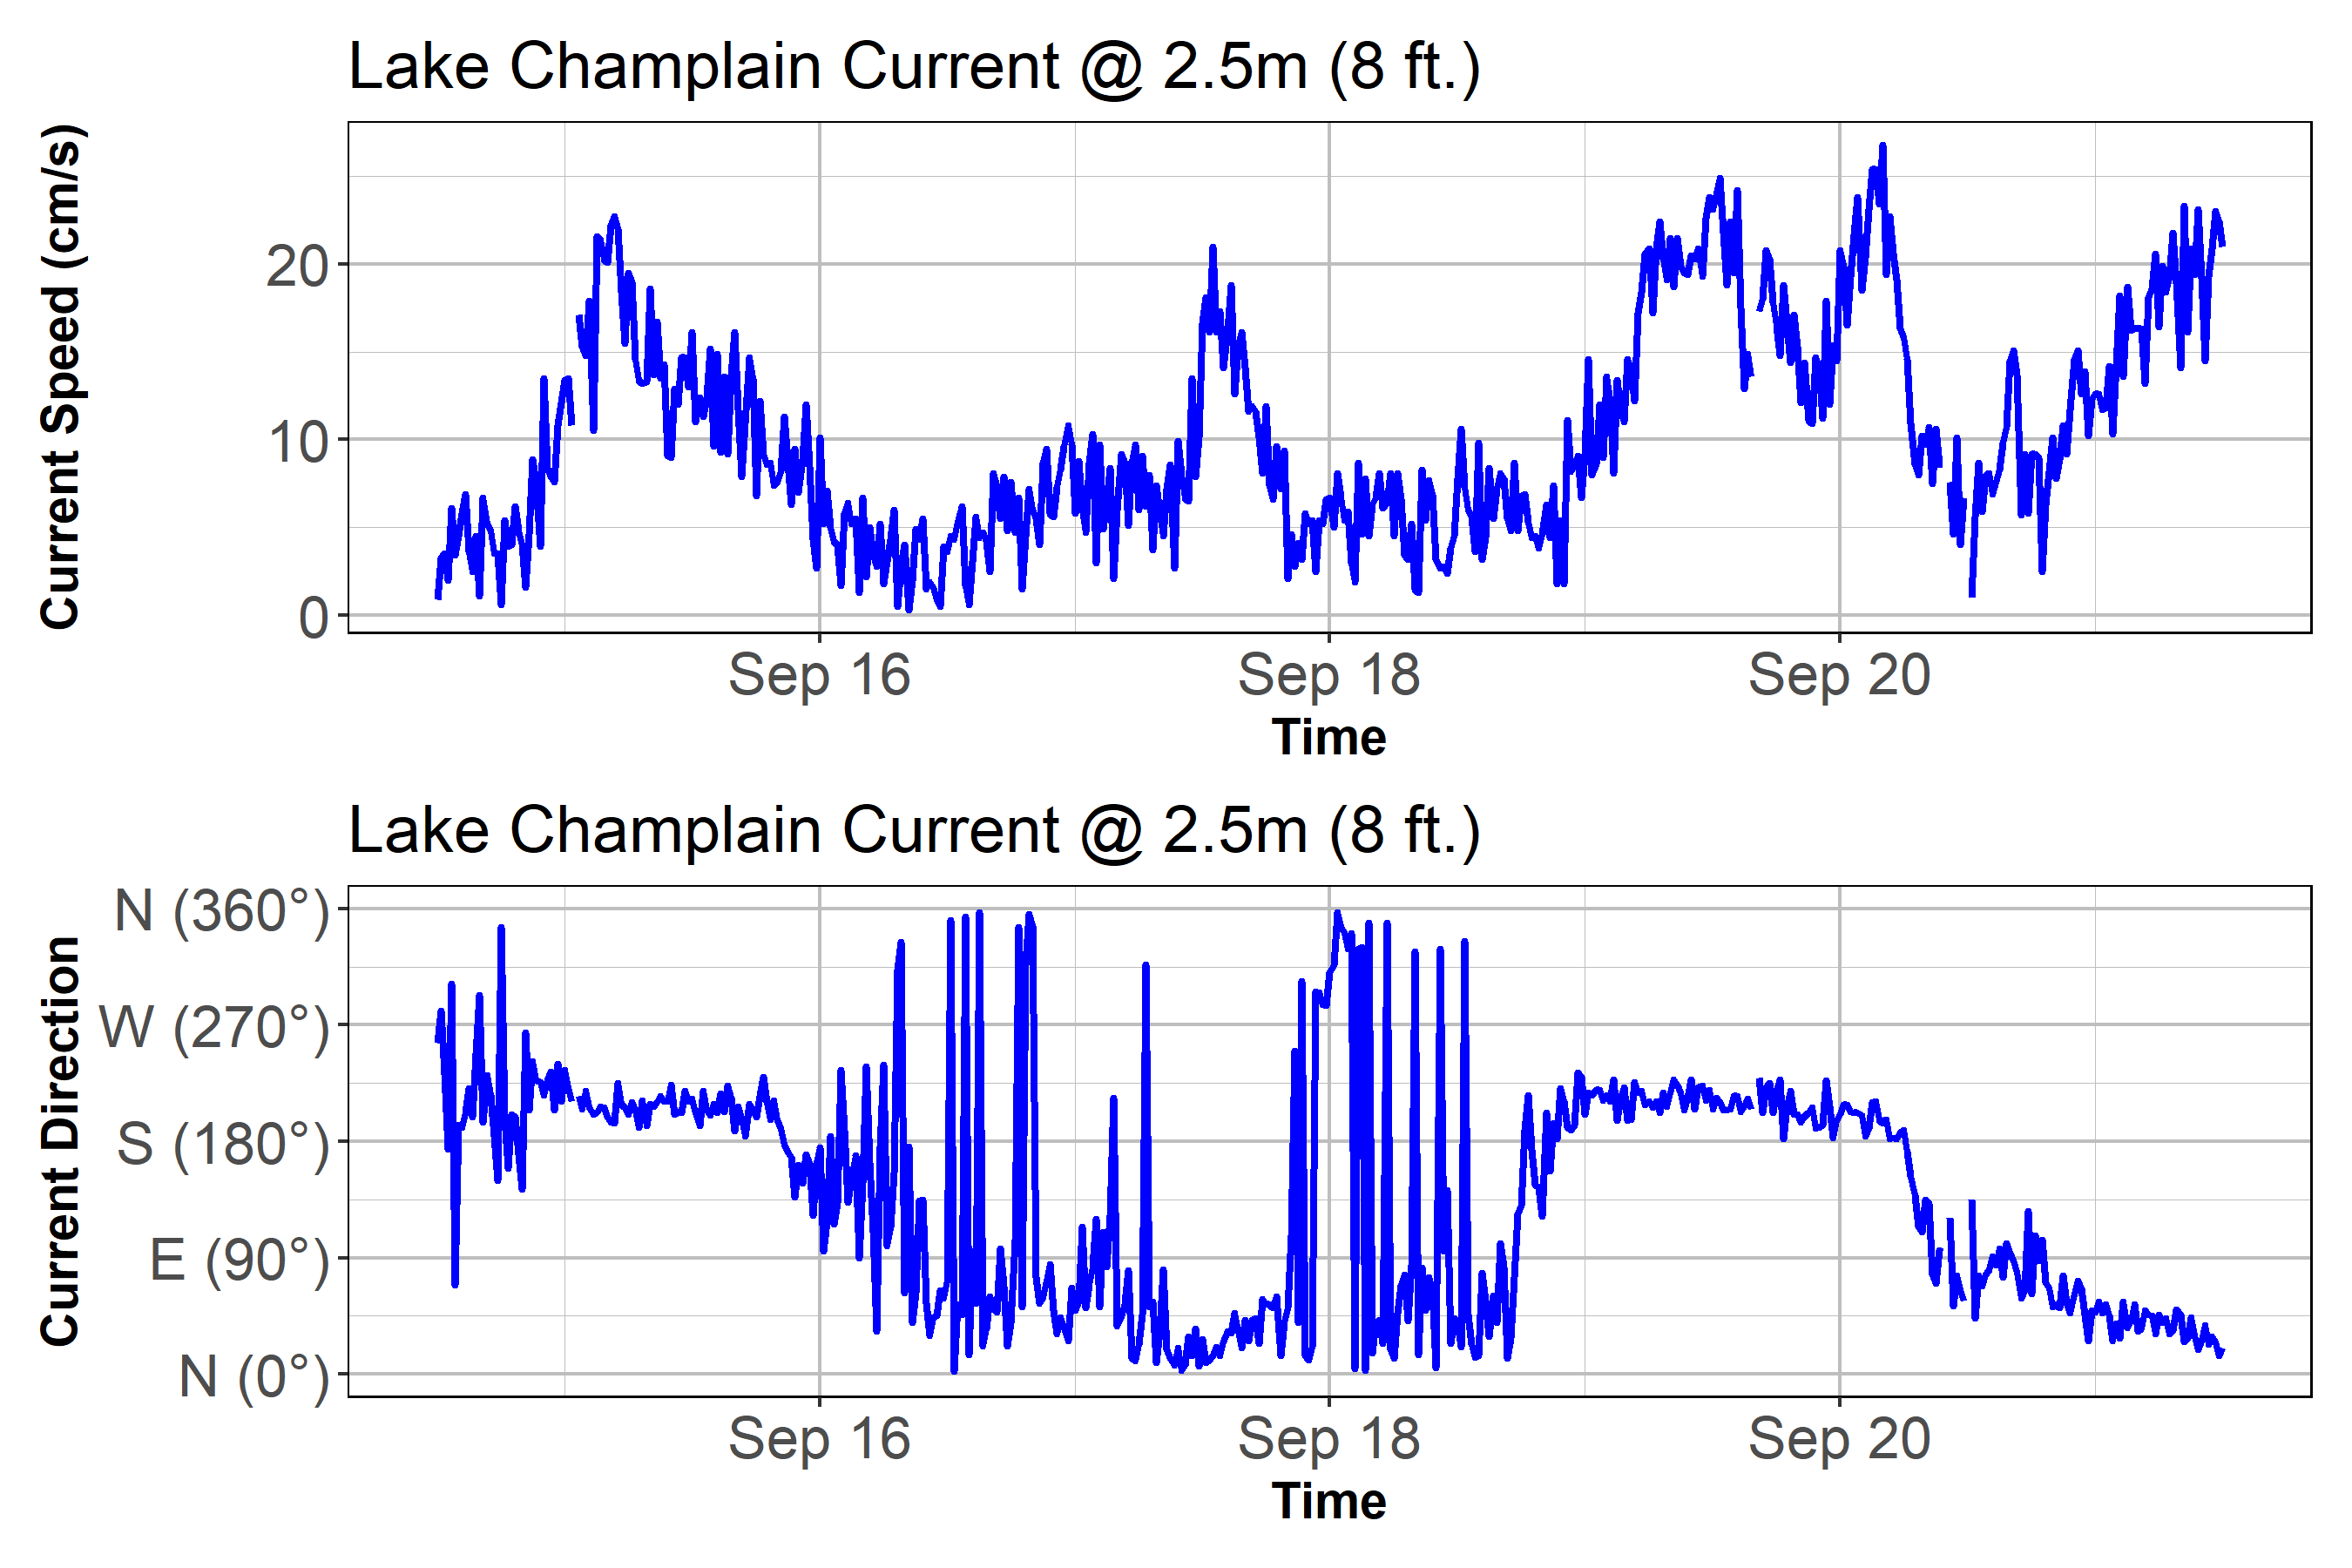 Lake Champlain Current @ 2.5m (8 ft.)
Current Speed (cm/s)
20
10
0
Sep 16 Sep 18 Sep 20
Time
Lake Champlain Current @ 2.5m (8 ft.)
Current Direction
N (360°)
W (270°)
S (180°)
E (90°)
N (0°)
Sep 16 Sep 18 Sep 20
Time